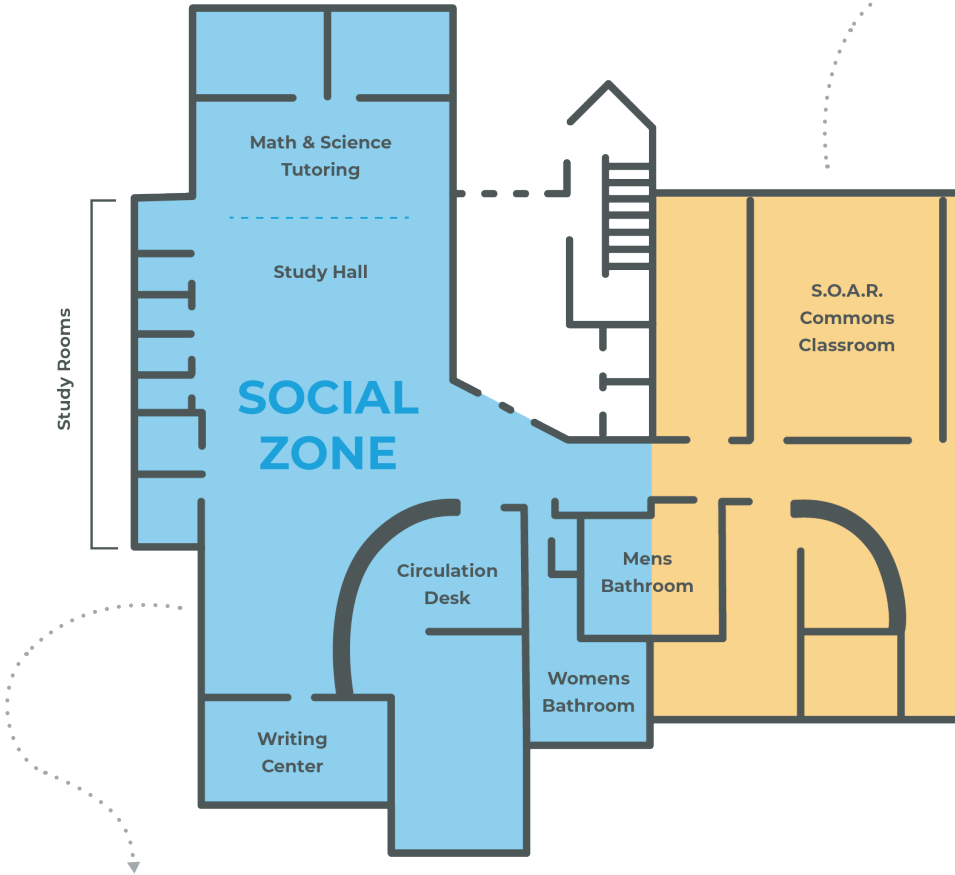 Math & Science
Tutoring
Study Hall
Study Rooms
SOCIAL
ZONE
S.O.A.R.
Commons
Classroom
Circulation
Desk
Mens
Bathroom
Womens
Bathroom
Writing
Center